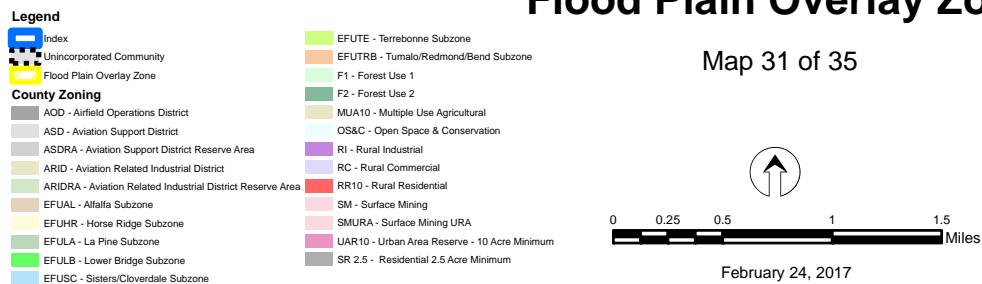 Flood Plain Overlay Zo
Map 31 of 35
Legend
Index
Unincorporated Community
Flood Plain Overlay Zone
County Zoning
AOD - Airfield Operations District
ASD - Aviation Support District
ASDRA - Aviation Support District Reserve Area
ARID - Aviation Related Industrial District
ARIDRA - Aviation Related Industrial District Reserve Area
EFUAL - Alfalfa Subzone
EFUHR - Horse Ridge Subzone
EFULA - La Pine Subzone
EFULB - Lower Bridge Subzone
EFUSC - Sisters/Cloverdale Subzone
EFUTE - Terrebonne Subzone
EFUTRB - Tumalo/Redmond/Bend Subzone
F1 - Forest Use 1
F2 - Forest Use 2
MUA10 - Multiple Use Agricultural
OS&C - Open Space & Conservation
RI - Rural Industrial
RC - Rural Commercial
RR10 - Rural Residential
SM - Surface Mining
SMURA - Surface Mining URA
UAR10 - Urban Area Reserve - 10 Acre Minimum
SR 2.5 - Residential 2.5 Acre Minimum
0 0.25 0.5 1 1.5
Miles
February 24, 2017